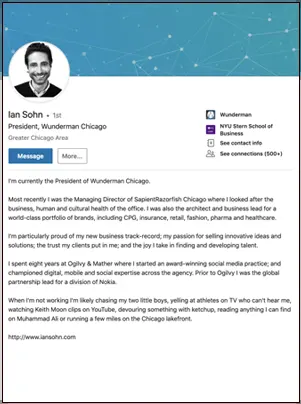 Ian Sohn • 1st
President, Wunderman Chicago
Greater Chicago Area
Message
More...
Wunderman
NYU Stern School of
Business
See contact info
See connections (500+)
I'm currently the President of Wunderman Chicago.
Most recently I was the Managing Director of SapientRazorfish Chicago where I looked after the
business, human and cultural health of the office. I was also the architect and business lead for a
world-class portfolio of brands, including CPG, insurance, retail, fashion, pharma and healthcare.
I'm particularly proud of my new business track-record; my passion for selling innovative ideas and
solutions; the trust my clients put in me; and the joy I take in finding and developing talent.
I spent eight years at Ogilvy & Mather where I started an award-winning social media practice; and
championed digital, mobile and social expertise across the agency. Prior to Ogilvy I was the global
partnership lead for a division of Nokia.
When I'm not working I'm likely chasing my two little boys, yelling at athletes on TV who can't hear me,
watching Keith Moon clips on YouTube, devouring something with ketchup, reading anything I can find
on Muhammad Ali or running a few miles on the Chicago lakefront.
http://www.iansohn.com